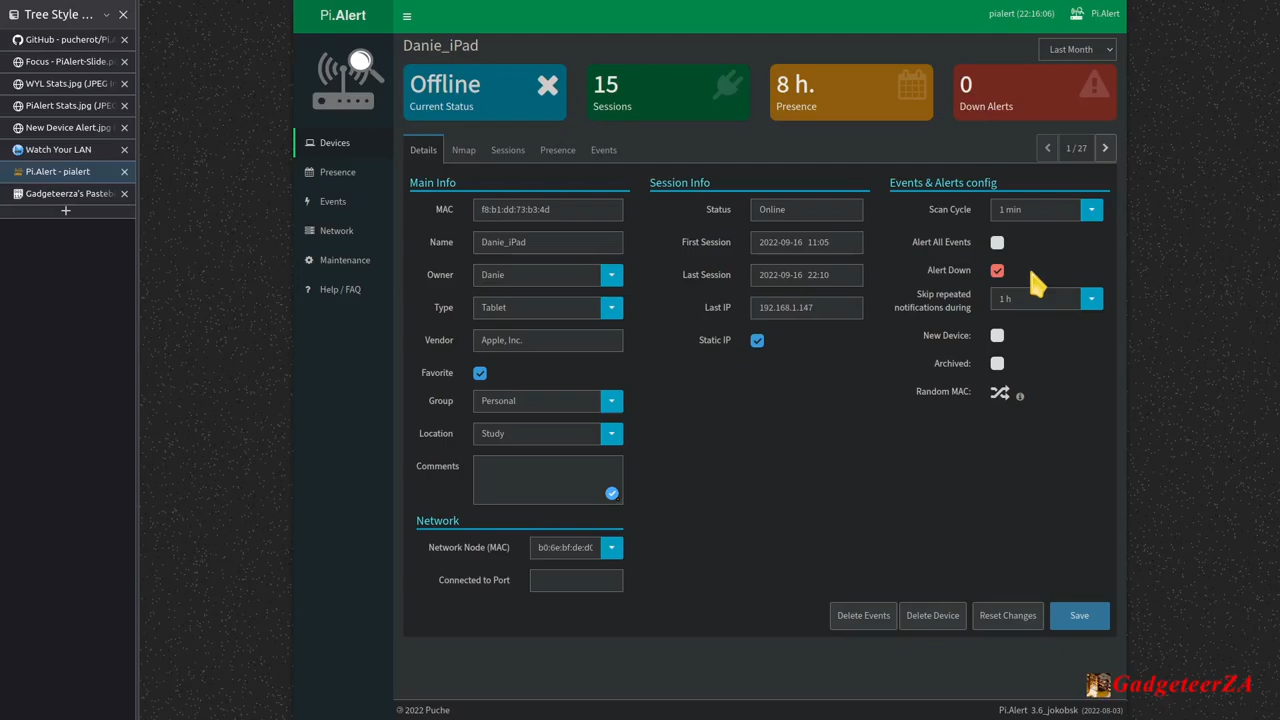 Tree Style ...
GitHub - pucherot/Pi.
Focus - PiAlert-Slide.p
WYL Stats.jpg (JPEG I
PiAlert Stats.jpg (JPE
New Device Alert.jpg
Watch Your LAN
Pi.Alert - pialert
Gadgeteerza's Pasteb
Pi.Alert
pialert (22:16:06)
Pi.Alert
Danie_iPad
Last Month
Offline
Current Status
15
Sessions
8 h.
Presence
0
Down Alerts
Devices
Presence
Events
Network
Maintenance
Help / FAQ
Details
Nmap
Sessions
Presence
Events
1 / 27
Main Info
MAC
f8:b1:dd:73:b3:4d
Name
Danie_iPad
Owner
Danie
Type
Tablet
Vendor
Apple, Inc.
Favorite
Group
Personal
Location
Study
Comments
Network
Network Node (MAC)
b0:6e:bf:de:d0
Connected to Port
Session Info
Status
Online
First Session
2022-09-16 11:05
Last Session
2022-09-16 22:10
Last IP
192.168.1.147
Static IP
Events & Alerts config
Scan Cycle
1 min
Alert All Events
Alert Down
Skip repeated
notifications during
1 h
New Device:
Archived:
Random MAC:
Delete Events
Delete Device
Reset Changes
Save
GadgeteerZA
© 2022 Puche
Pi.Alert 3.6_jokobsk (2022-08-03)